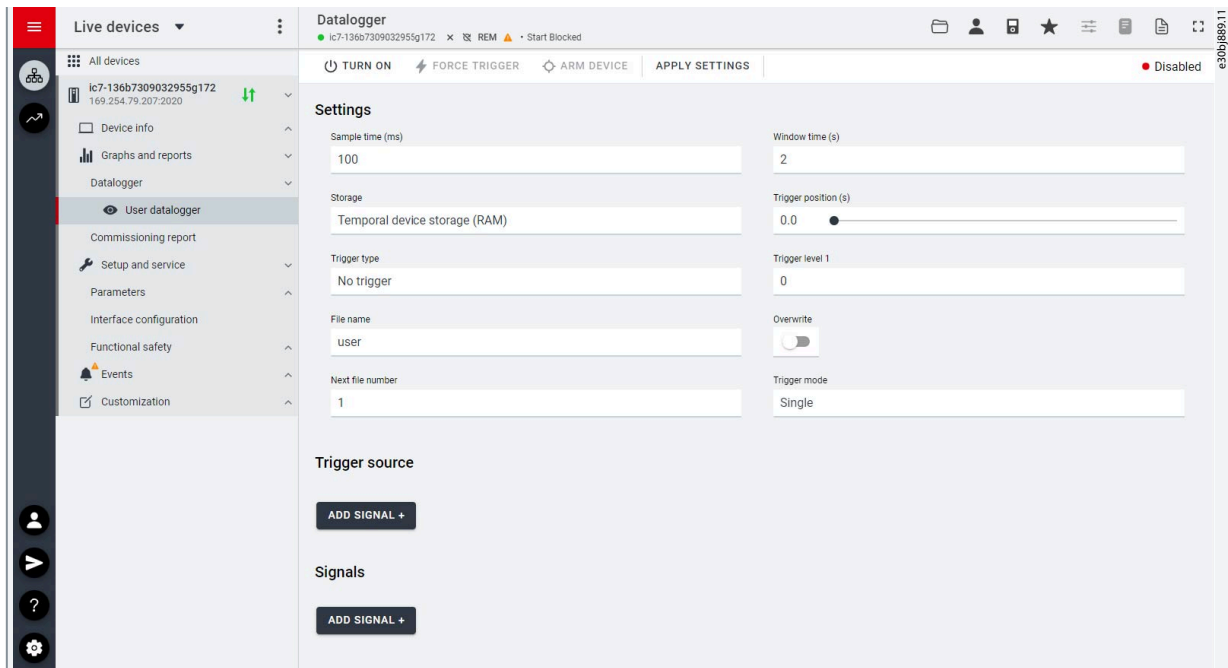 Live devices
All devices
ic7-136b7309032955g172
169.254.79.207:2020
Device info
Graphs and reports
Datalogger
User datalogger
Commissioning report
Setup and service
Parameters
Interface configuration
Functional safety
Events
Customization
?
Datalogger
ic7-136b7309032955g172 REM • Start Blocked
TURN ON FORCE TRIGGER ARM DEVICE APPLY SETTINGS Disabled
Settings
Sample time (ms) Window time (s)
100 2
Storage Trigger position (s)
Temporal device storage (RAM) 0.0
Trigger type Trigger level 1
No trigger 0
File name Overwrite
user
Next file number Trigger mode
1 Single
Trigger source
ADD SIGNAL +
Signals
ADD SIGNAL +
e30bj889.11